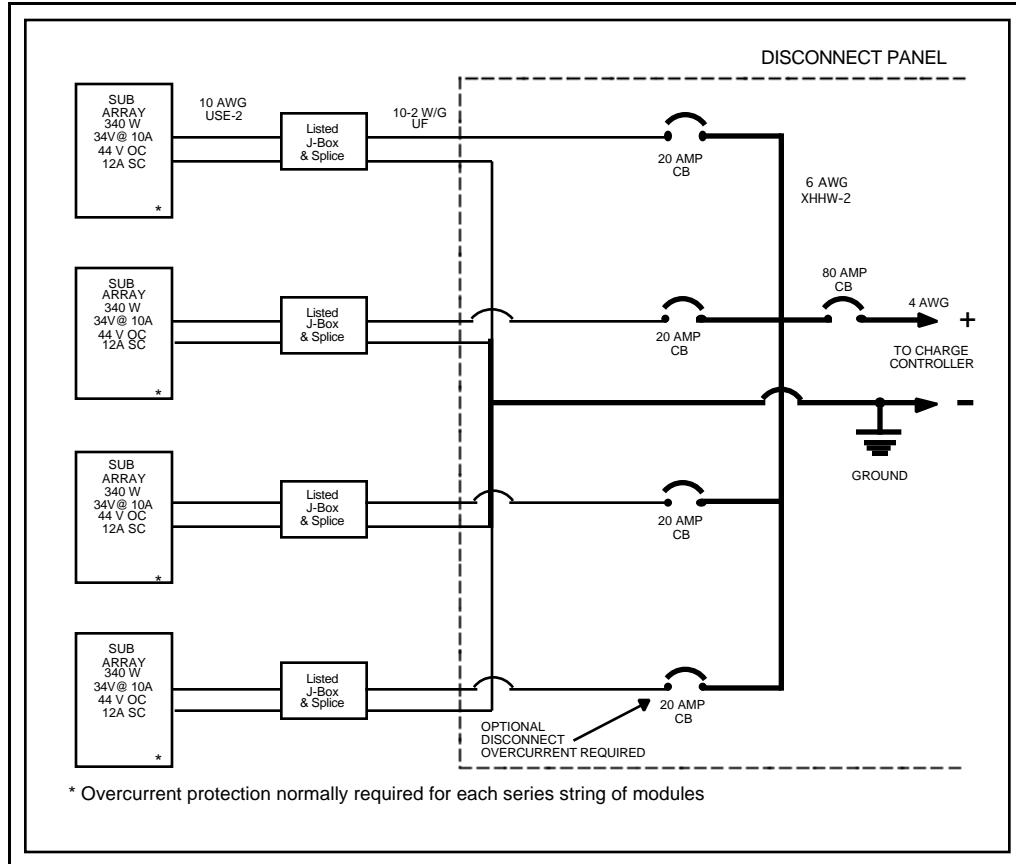 DISCONNECT PANEL
SUB
ARRAY
340 W
34V@ 10A
44 V OC
12A SC
*
10 AWG
USE-2
Listed
J-Box
& Splice
10-2 W/G
UF
20 AMP
CB
6 AWG
XHHW-2
SUB
ARRAY
340 W
34V@ 10A
44 V OC
12A SC
*
Listed
J-Box
& Splice
20 AMP
CB
80 AMP
CB
4 AWG
+
TO CHARGE
CONTROLLER
-
GROUND
SUB
ARRAY
340 W
34V@ 10A
44 V OC
12A SC
*
Listed
J-Box
& Splice
20 AMP
CB
SUB
ARRAY
340 W
34V@ 10A
44 V OC
12A SC
*
Listed
J-Box
& Splice
20 AMP
CB
OPTIONAL
DISCONNECT
OVERCURRENT REQUIRED
* Overcurrent protection normally required for each series string of modules